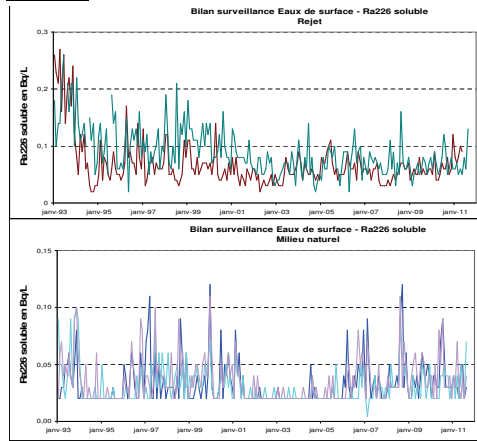 Bilan surveillance Eaux de surface - Ra226 soluble
Rejet
Ra226 soluble en Bq/L
0,3
0,2
0,1
0
janv-93 janv-95 janv-97 janv-99 janv-01 janv-03 janv-05 janv-07 janv-09 janv-11
Bilan surveillance Eaux de surface - Ra226 soluble
Milieu naturel
Ra226 soluble en Bq/L
0,15
0,10
0,05
0,00
janv-93 janv-95 janv-97 janv-99 janv-01 janv-03 janv-05 janv-07 janv-09 janv-11